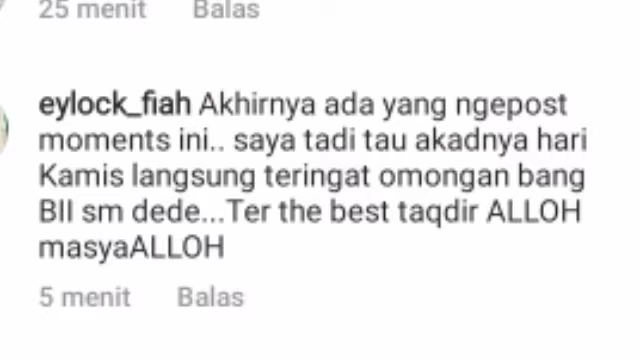 25 menit Balas
eylock_fiah Akhirnya ada yang ngepost
moments ini.. saya tadi tau akadnya hari
Kamis langsung teringat omongan bang
BII sm dede...Ter the best taqdir ALLOH
masyaALLOH
5 menit Balas